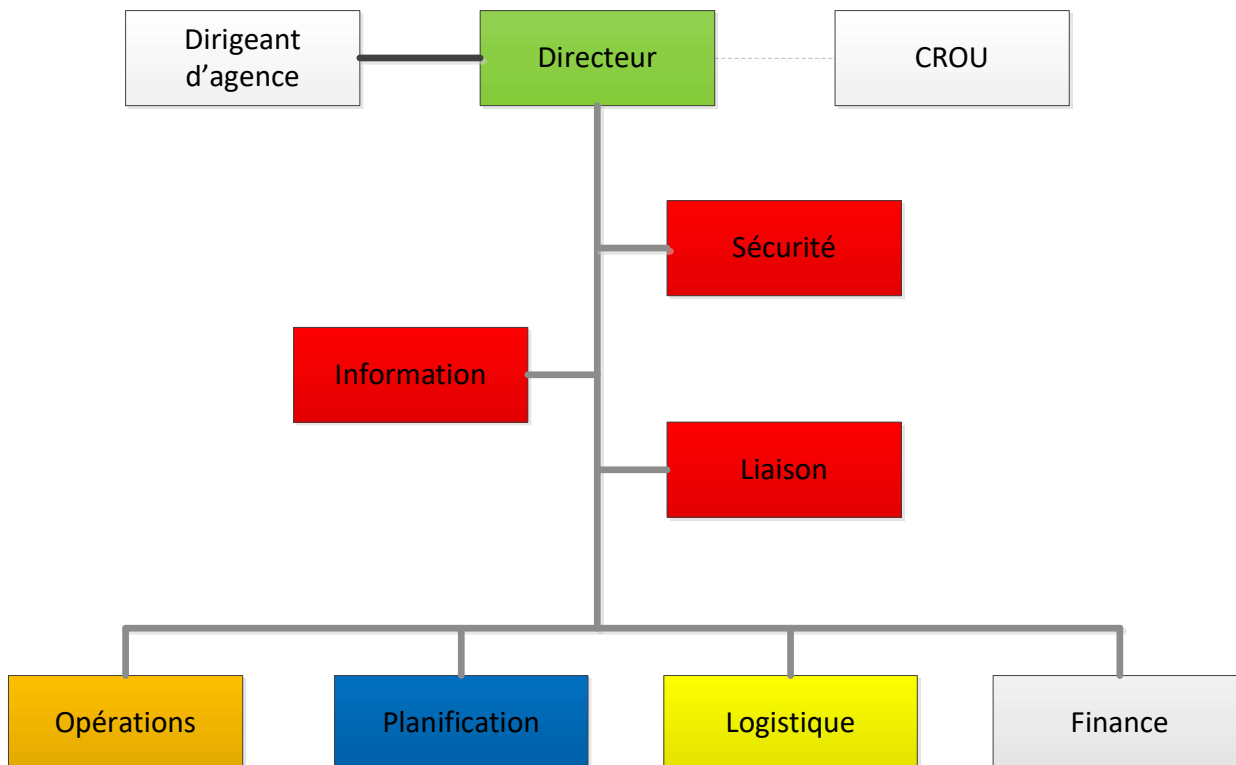 Dirigeant
d’agence
Directeur
CROU
Sécurité
Information
Liaison
Opérations
Planification
Logistique
Finance